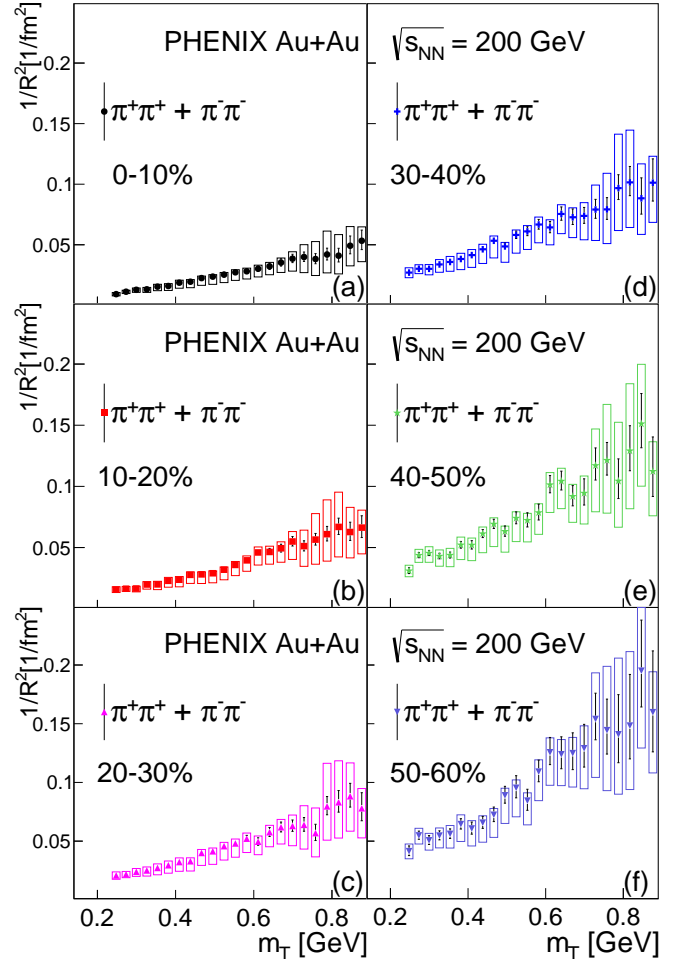 PHENIX Au+Au
1/R²[1/fm²]
0.2
0.15
0.1
0.05
π⁺π⁺ + π⁻π⁻
0-10%
(a)
√sNN = 200 GeV
π⁺π⁺ + π⁻π⁻
30-40%
(d)
PHENIX Au+Au
1/R²[1/fm²]
0.2
0.15
0.1
0.05
π⁺π⁺ + π⁻π⁻
10-20%
(b)
√sNN = 200 GeV
π⁺π⁺ + π⁻π⁻
40-50%
(e)
PHENIX Au+Au
1/R²[1/fm²]
0.2
0.15
0.1
0.05
π⁺π⁺ + π⁻π⁻
20-30%
(c)
√sNN = 200 GeV
π⁺π⁺ + π⁻π⁻
50-60%
(f)
0.2 0.4 0.6 0.8
mT [GeV]
0.2 0.4 0.6 0.8
mT [GeV]